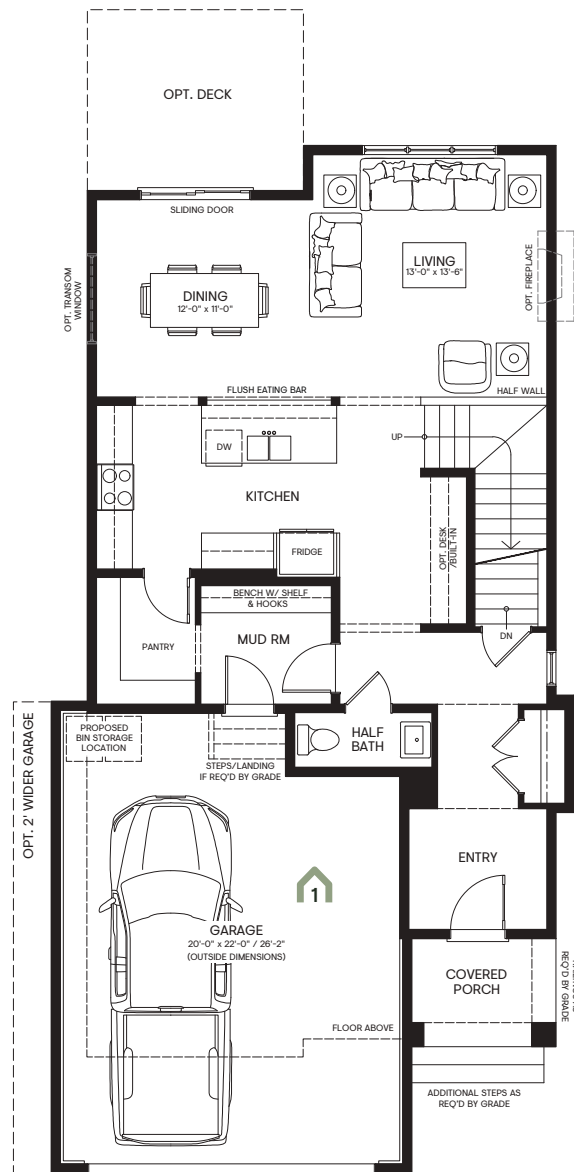 OPT. DECK
SLIDING DOOR
OPT. TRANSOM
WINDOW
DINING
12'-0" x 11'-0"
LIVING
13'-0" x 13'-6"
OPT. FIREPLACE
FLUSH EATING BAR
HALF WALL
DW
UP
KITCHEN
FRIDGE
OPT. DESK
/BUILT-IN
BENCH W/ SHELF
& HOOKS
PANTRY
MUD RM
DN
OPT. 2' WIDER GARAGE
PROPOSED
BIN STORAGE
LOCATION
STEPS/LANDING
IF REQ'D BY GRADE
HALF
BATH
ENTRY
1
GARAGE
20'-0" x 22'-0" / 26'-2"
(OUTSIDE DIMENSIONS)
COVERED
PORCH
REQ'D BY GRADE
FLOOR ABOVE
ADDITIONAL STEPS AS
REQ'D BY GRADE